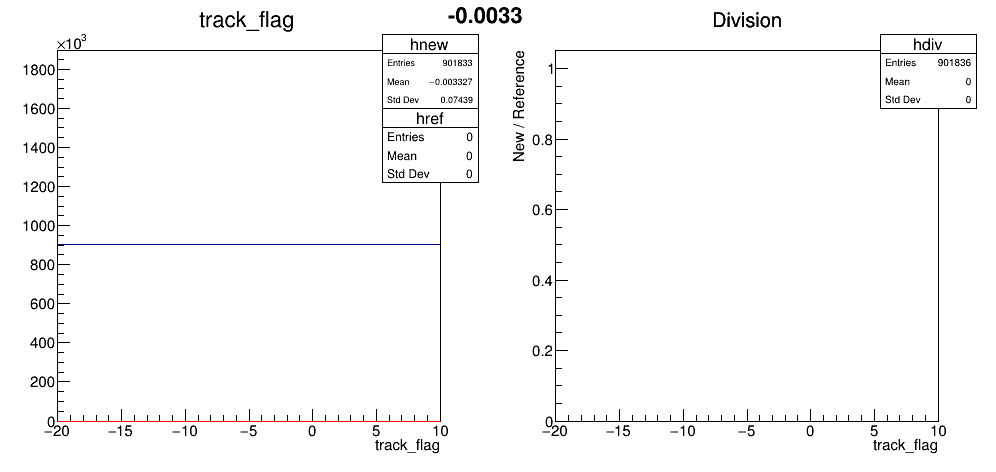 track_flag
-0.0033
Division
×10³
hnew
Entries 901833
Mean −0.003327
Std Dev 0.07439
href
Entries 0
Mean 0
Std Dev 0
1800
1600
1400
1200
1000
800
600
400
200
0
−20 −15 −10 −5 0 5 10
track_flag
hdiv
Entries 901836
Mean 0
Std Dev 0
New / Reference
1
0.8
0.6
0.4
0.2
0
−20 −15 −10 −5 0 5 10
track_flag